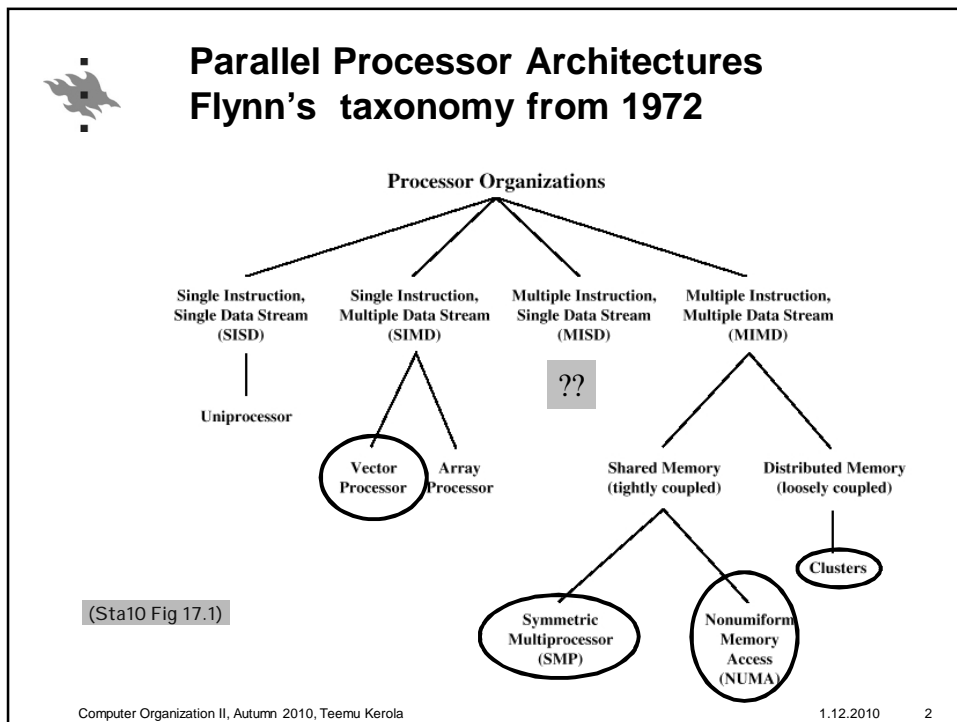 Parallel Processor Architectures
Flynn's taxonomy from 1972
Processor Organizations
Single Instruction,
Single Data Stream
(SISD)
Single Instruction,
Multiple Data Stream
(SIMD)
Multiple Instruction,
Single Data Stream
(MISD)
Multiple Instruction,
Multiple Data Stream
(MIMD)
??
Uniprocessor
Vector
Processor
Array
Processor
Shared Memory
(tightly coupled)
Distributed Memory
(loosely coupled)
Clusters
(Sta10 Fig 17.1)
Symmetric
Multiprocessor
(SMP)
Nonumiform
Memory
Access
(NUMA)
Computer Organization II, Autumn 2010, Teemu Kerola
1.12.2010
2